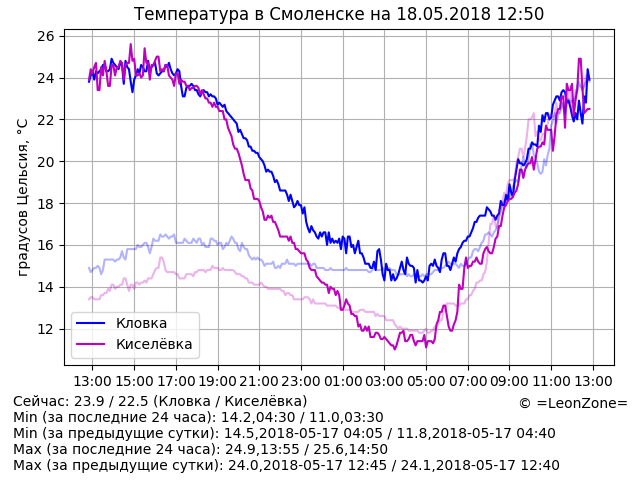 Температура в Смоленске на 18.05.2018 12:50
градусов Цельсия, °C
26
24
22
20
18
16
14
12
Кловка
Киселёвка
13:00 15:00 17:00 19:00 21:00 23:00 01:00 03:00 05:00 07:00 09:00 11:00 13:00
Сейчас: 23.9 / 22.5 (Кловка / Киселёвка)
© =LeonZone=
Min (за последние 24 часа): 14.2,04:30 / 11.0,03:30
Min (за предыдущие сутки): 14.5,2018-05-17 04:05 / 11.8,2018-05-17 04:40
Max (за последние 24 часа): 24.9,13:55 / 25.6,14:50
Max (за предыдущие сутки): 24.0,2018-05-17 12:45 / 24.1,2018-05-17 12:40